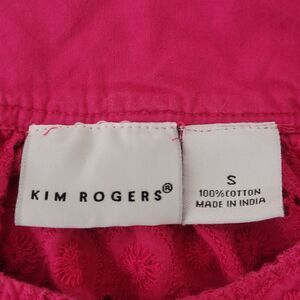 KIM ROGERS®
S
100% COTTON
MADE IN INDIA